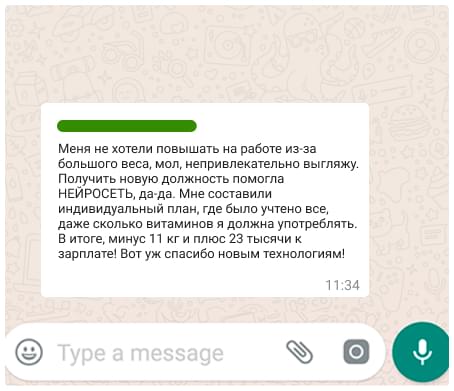 Меня не хотели повышать на работе из-за
большого веса, мол, непривлекательно выгляжу.
Получить новую должность помогла
НЕЙРОСЕТЬ, да-да. Мне составили
индивидуальный план, где было учтено все,
даже сколько витаминов я должна употреблять.
В итоге, минус 11 кг и плюс 23 тысячи к
зарплате! Вот уж спасибо новым технологиям!
11:34
Type a message